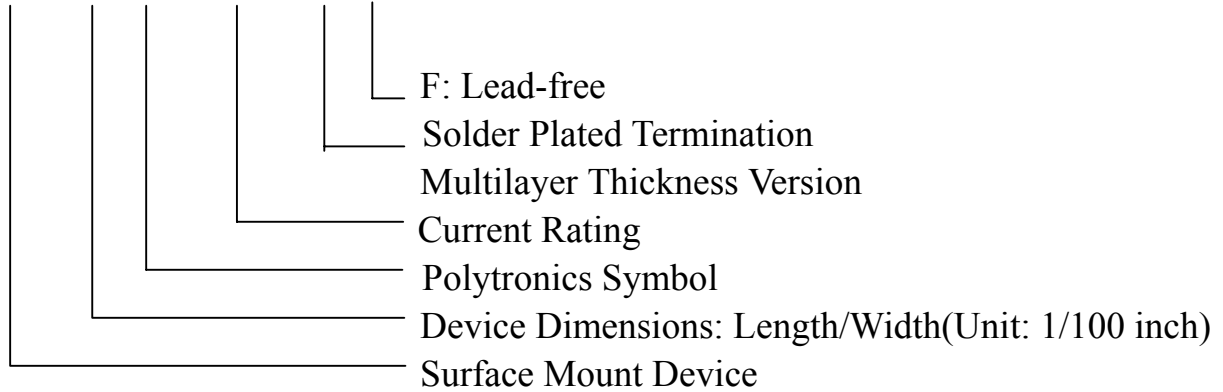 F: Lead-free
Solder Plated Termination
Multilayer Thickness Version
Current Rating
Polytronics Symbol
Device Dimensions: Length/Width(Unit: 1/100 inch)
Surface Mount Device